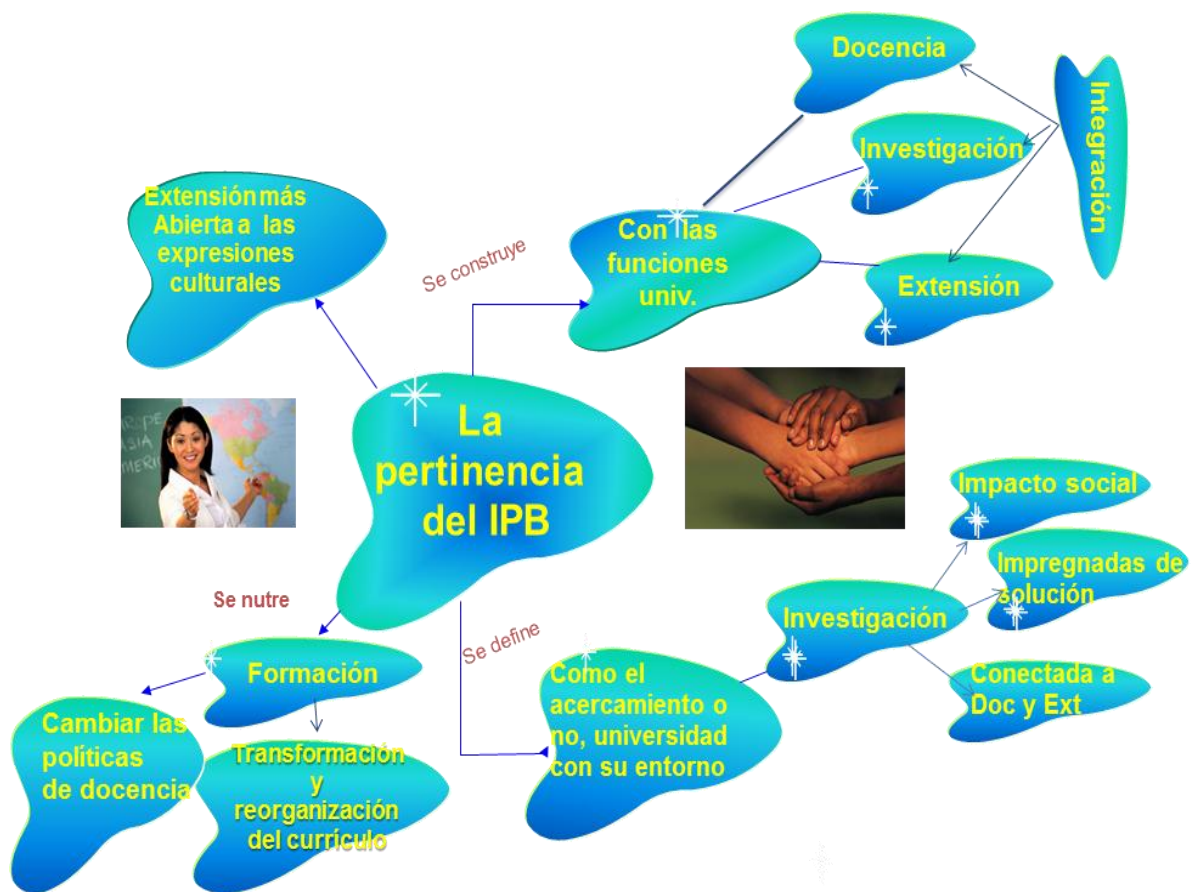 Docencia
Integración
Investigación
Extensión más
Abierta a las
expresiones
culturales
Se construye
Con las
funciones
univ.
Extensión
La
pertinencia
del IPB
Impacto social
Impregnadas de
solución
Se nutre
Se define
Investigación
Formación
Como el
acercamiento o
no, universidad
con su entorno
Conectada a
Doc y Ext
Cambiar las
políticas
de docencia
Transformación
y
reorganización
del currículo